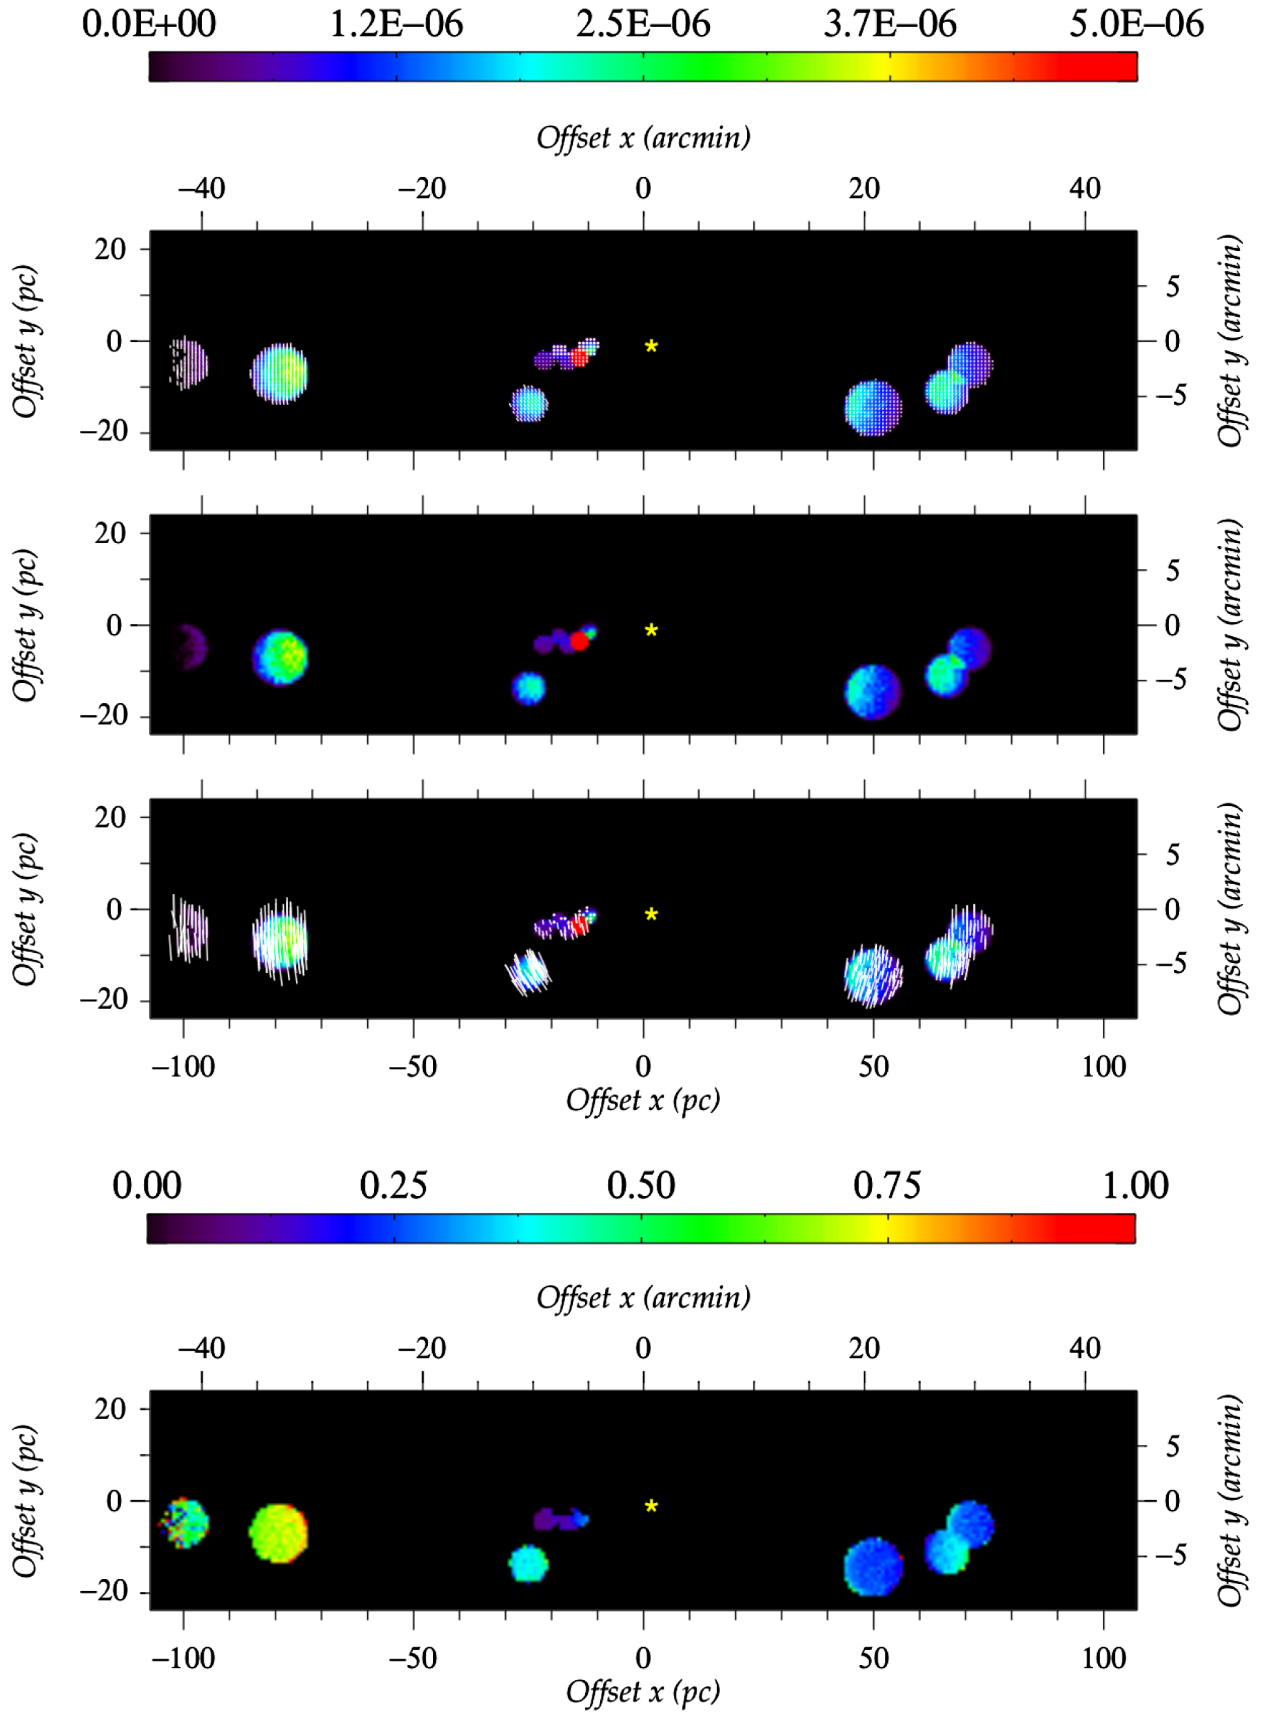 0.0E+00 1.2E−06 2.5E−06 3.7E−06 5.0E−06
Offset x (arcmin)
−40 −20 0 20 40
Offset y (pc)
20
0
−20
5
0
−5
Offset y (arcmin)
Offset y (pc)
20
0
−20
5
0
−5
Offset y (arcmin)
Offset y (pc)
20
0
−20
5
0
−5
Offset y (arcmin)
−100 −50 0 50 100
Offset x (pc)
0.00 0.25 0.50 0.75 1.00
Offset x (arcmin)
−40 −20 0 20 40
Offset y (pc)
20
0
−20
5
0
−5
Offset y (arcmin)
−100 −50 0 50 100
Offset x (pc)